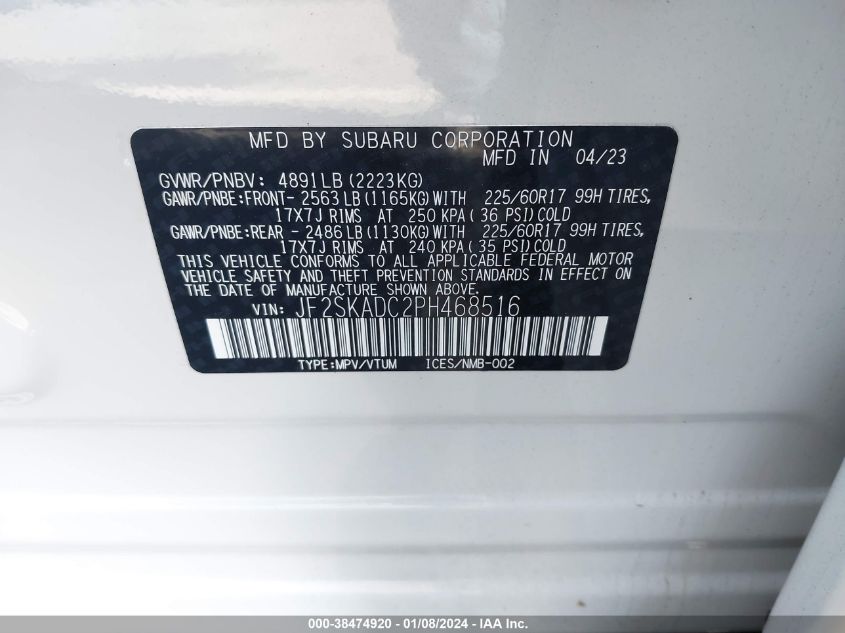 MFD BY SUBARU CORPORATION
MFD IN 04/23
GVWR/PNBV: 4891LB(2223KG)
GAWR/PNBE:FRONT- 2563LB(1165KG)WITH 225/60R17 99H TIRES,
17X7J RIMS AT 250 KPA( 36 PSI)COLD
GAWR/PNBE:REAR - 2486LB(1130KG)WITH 225/60R17 99H TIRES,
17X7J RIMS AT 240 KPA( 35 PSI)COLD
THIS VEHICLE CONFORMS TO ALL APPLICABLE FEDERAL MOTOR
VEHICLE SAFETY AND THEFT PREVENTION STANDARDS IN EFFECT ON
THE DATE OF MANUFACTURE SHOWN ABOVE.
VIN: JF2SKADC2PH468516
TYPE:MPV/VTUM ICES/NMB-002
000-38474920 - 01/08/2024 - IAA Inc.